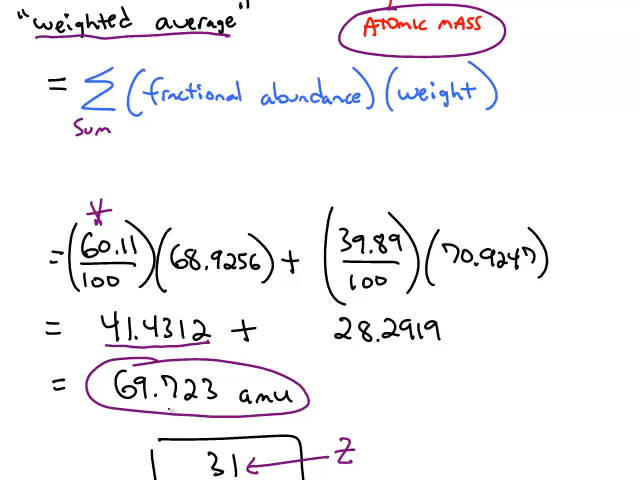 "weighted average"
ATOMIC MASS
= Σ (fractional abundance)(weight)
Sum
*
= (60.11/100)(68.9256) + (39.89/100)(70.9247)
= 41.4312 + 28.2919
= 69.723 amu
31 ← Z